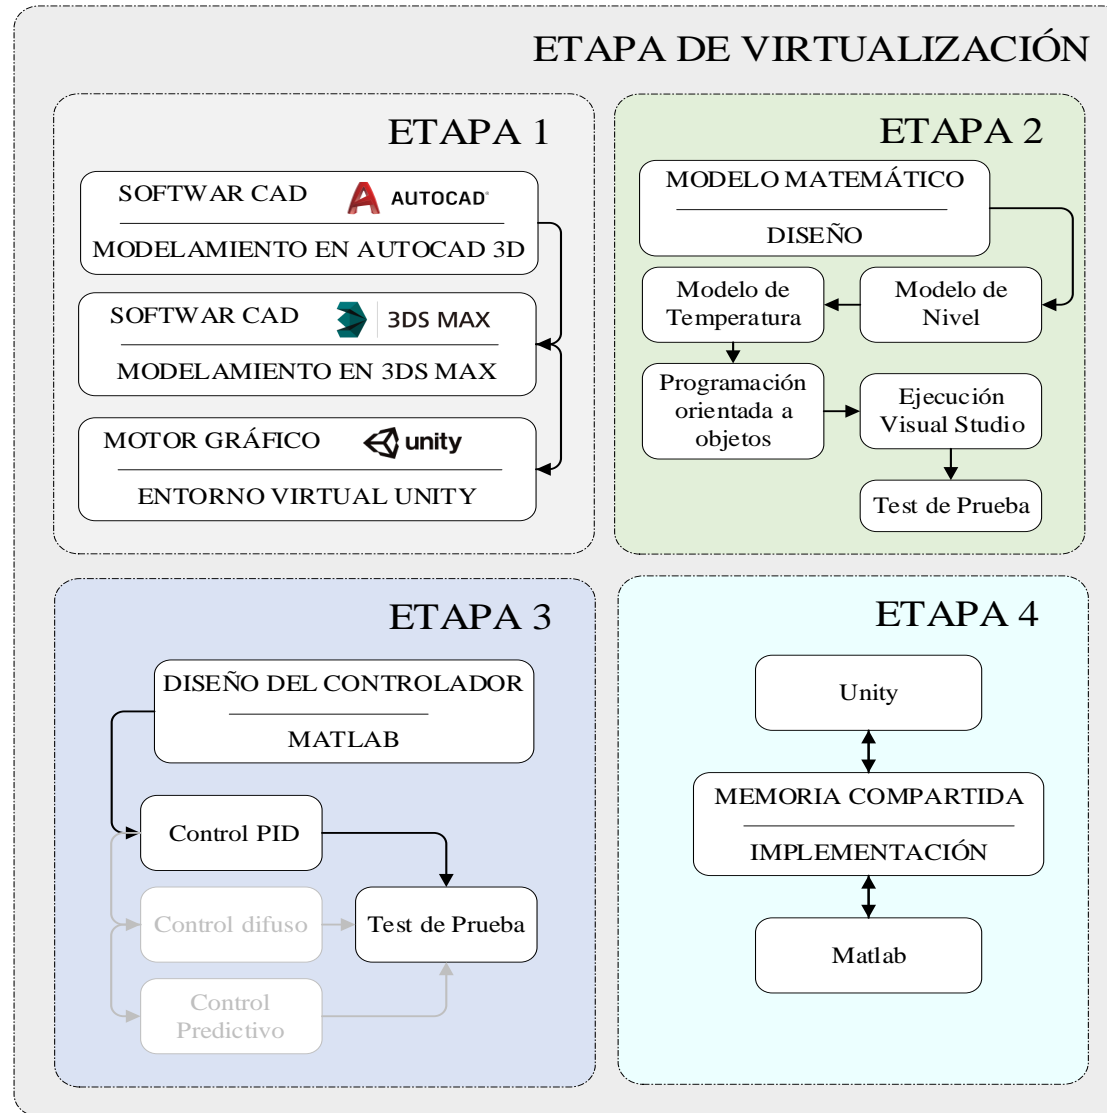 ETAPA DE VIRTUALIZACIÓN
ETAPA 1
SOFTWAR CAD
AUTOCAD®
MODELAMIENTO EN AUTOCAD 3D
SOFTWAR CAD
3DS MAX
MODELAMIENTO EN 3DS MAX
MOTOR GRÁFICO
unity
ENTORNO VIRTUAL UNITY
ETAPA 2
MODELO MATEMÁTICO
DISEÑO
Modelo de
Temperatura
Modelo de
Nivel
Programación
orientada a
objetos
Ejecución
Visual Studio
Test de Prueba
ETAPA 3
DISEÑO DEL CONTROLADOR
MATLAB
Control PID
Control difuso
Test de Prueba
Control
Predictivo
ETAPA 4
Unity
MEMORIA COMPARTIDA
IMPLEMENTACIÓN
Matlab